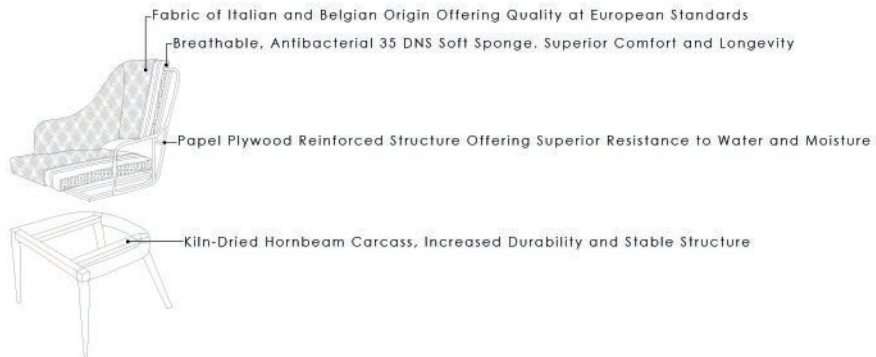 Fabric of Italian and Belgian Origin Offering Quality at European Standards
Breathable, Antibacterial 35 DNS Soft Sponge, Superior Comfort and Longevity
Papel Plywood Reinforced Structure Offering Superior Resistance to Water and Moisture
Kiln-Dried Hornbeam Carcass, Increased Durability and Stable Structure